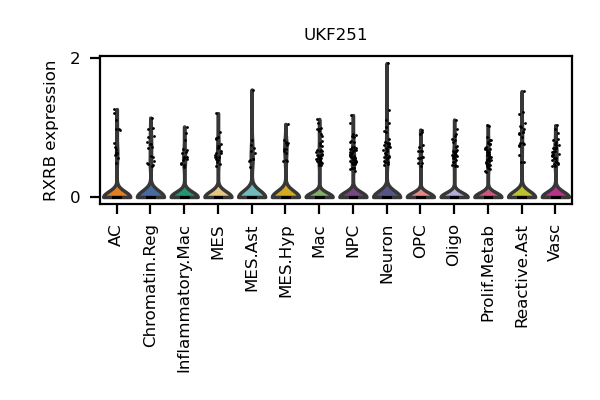 UKF251
RXRB expression
2
0
AC
Chromatin.Reg
Inflammatory.Mac
MES
MES.Ast
MES.Hyp
Mac
NPC
Neuron
OPC
Oligo
Prolif.Metab
Reactive.Ast
Vasc